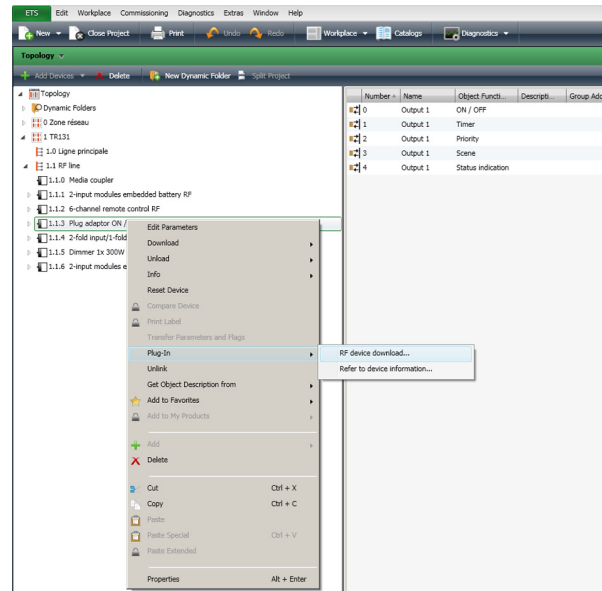 ETS Edit Workplace Commissioning Diagnostics Extras Window Help
New Close Project Print Undo Redo Workplace Catalogs Diagnostics
Topology
Add Devices Delete New Dynamic Folder Split Project
Topology
Dynamic Folders
0 Zone réseau
1 TR131
1.0 Ligne principale
1.1 RF line
1.1.0 Media coupler
1.1.1 2-input modules embedded battery RF
1.1.2 6-channel remote control RF
1.1.3 Plug adaptor ON /
1.1.4 2-fold input/1-fold
1.1.5 Dimmer 1x 300W
1.1.6 2-input modules e
Number Name Object Functi... Descripti... Group Add
0 Output 1 ON / OFF
1 Output 1 Timer
2 Output 1 Priority
3 Output 1 Scene
4 Output 1 Status indication
Edit Parameters
Download
Unload
Info
Reset Device
Compare Device
Print Label
Transfer Parameters and Flags
Plug-In
Unlink
Get Object Description from
Add to Favorites
Add to My Products
Add
Delete
Cut Ctrl + X
Copy Ctrl + C
Paste
Paste Special Ctrl + V
Paste Extended
Properties Alt + Enter
RF device download...
Refer to device information...